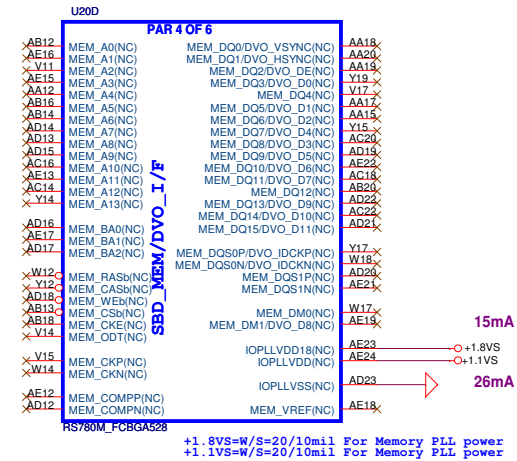 U20D
PAR 4 OF 6
AB12 MEM_A0(NC) MEM_DQ0/DVO_VSYNC(NC) AA18
AE16 MEM_A1(NC) MEM_DQ1/DVO_HSYNC(NC) AA20
V11 MEM_A2(NC) MEM_DQ2/DVO_DE(NC) AA19
AE15 MEM_A3(NC) MEM_DQ3/DVO_D0(NC) Y19
AA12 MEM_A4(NC) MEM_DQ4(NC) V17
AB16 MEM_A5(NC) MEM_DQ5/DVO_D1(NC) AA17
AB14 MEM_A6(NC) MEM_DQ6/DVO_D2(NC) AA15
AD14 MEM_A7(NC) MEM_DQ7/DVO_D4(NC) Y15
AD13 MEM_A8(NC) MEM_DQ8/DVO_D3(NC) AC20
AD15 MEM_A9(NC) MEM_DQ9/DVO_D5(NC) AD19
AC16 MEM_A10(NC) MEM_DQ10/DVO_D6(NC) AE22
AE13 MEM_A11(NC) MEM_DQ11/DVO_D7(NC) AC18
AC14 MEM_A12(NC) MEM_DQ12(NC) AB20
Y14 MEM_A13(NC) MEM_DQ13/DVO_D9(NC) AD22
MEM_DQ14/DVO_D10(NC) AC22
AD16 MEM_BA0(NC) MEM_DQ15/DVO_D11(NC) AD21
AE17 MEM_BA1(NC)
AD17 MEM_BA2(NC) MEM_DQS0P/DVO_IDCKP(NC) Y17
MEM_DQS0N/DVO_IDCKN(NC) W18
W12 MEM_RASb(NC) MEM_DQS1P(NC) AD20
Y12 MEM_CASb(NC) MEM_DQS1N(NC) AE21
AD18 MEM_WEb(NC)
AB13 MEM_CSb(NC) MEM_DM0(NC) W17
AB18 MEM_CKE(NC) MEM_DM1/DVO_D8(NC) AE19
V14 MEM_ODT(NC)
SBD_MEM/DVO_I/F
15mA
IOPLLVDD18(NC) AE23 +1.8VS
V15 MEM_CKP(NC) IOPLLVDD(NC) AE24 +1.1VS
W14 MEM_CKN(NC)
IOPLLVSS(NC) AD23 26mA
AE12 MEM_COMPP(NC)
AD12 MEM_COMPN(NC) MEM_VREF(NC) AE18
RS780M_FCBGA528
+1.8VS=W/S=20/10mil For Memory PLL power
+1.1VS=W/S=20/10mil For Memory PLL power